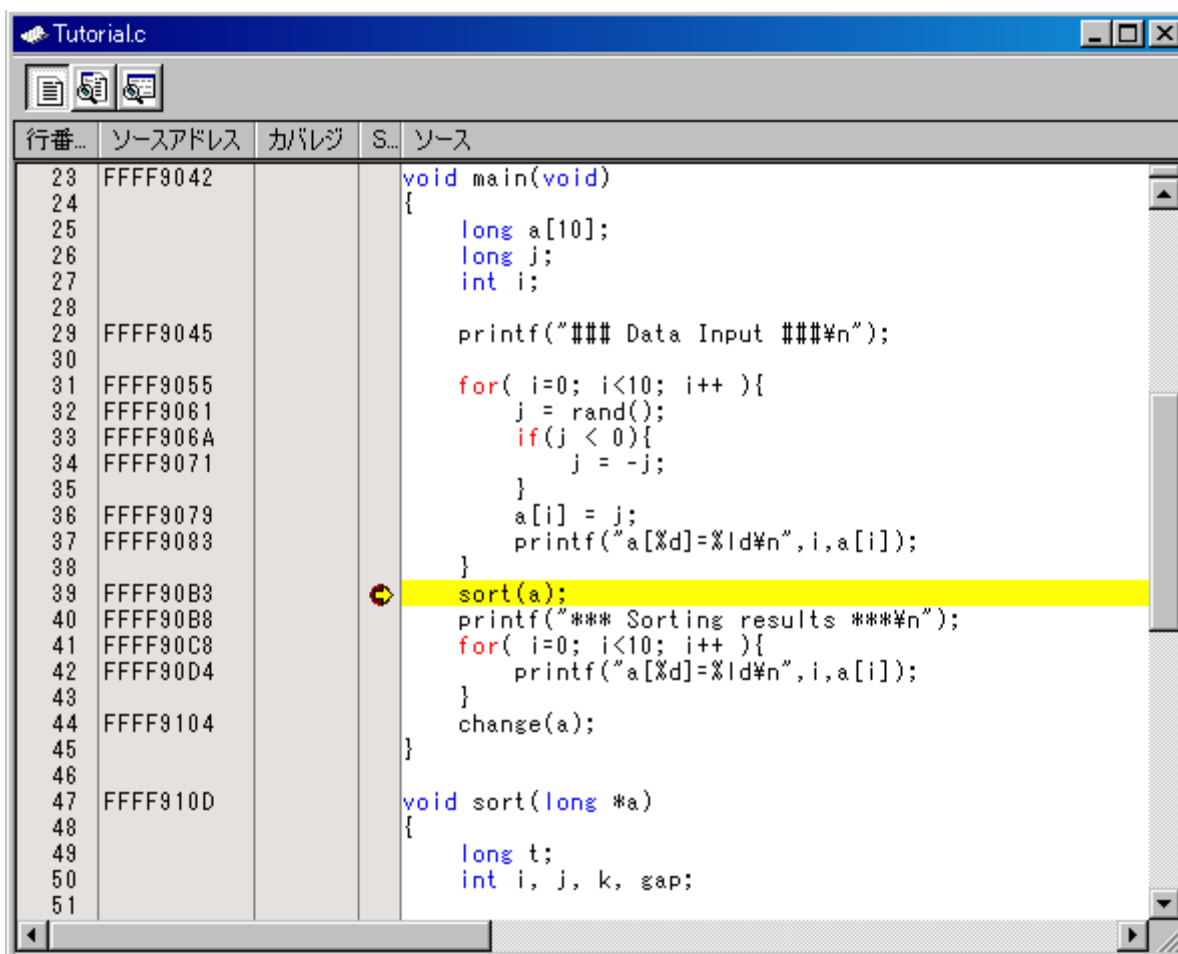 Tutorial.c
行番... ソースアドレス カバレジ S... ソース
23 FFFF9042 void main(void)
24 {
25 long a[10];
26 long j;
27 int i;
28
29 FFFF9045 printf("### Data Input ###¥n");
30
31 FFFF9055 for( i=0; i<10; i++ ){
32 FFFF9061 j = rand();
33 FFFF906A if(j < 0){
34 FFFF9071 j = -j;
35 }
36 FFFF9079 a[i] = j;
37 FFFF9083 printf("a[%d]=%ld¥n",i,a[i]);
38 }
39 FFFF90B3 sort(a);
40 FFFF90B8 printf("*** Sorting results ***¥n");
41 FFFF90C8 for( i=0; i<10; i++ ){
42 FFFF90D4 printf("a[%d]=%ld¥n",i,a[i]);
43 }
44 FFFF9104 change(a);
45 }
46
47 FFFF910D void sort(long *a)
48 {
49 long t;
50 int i, j, k, gap;
51